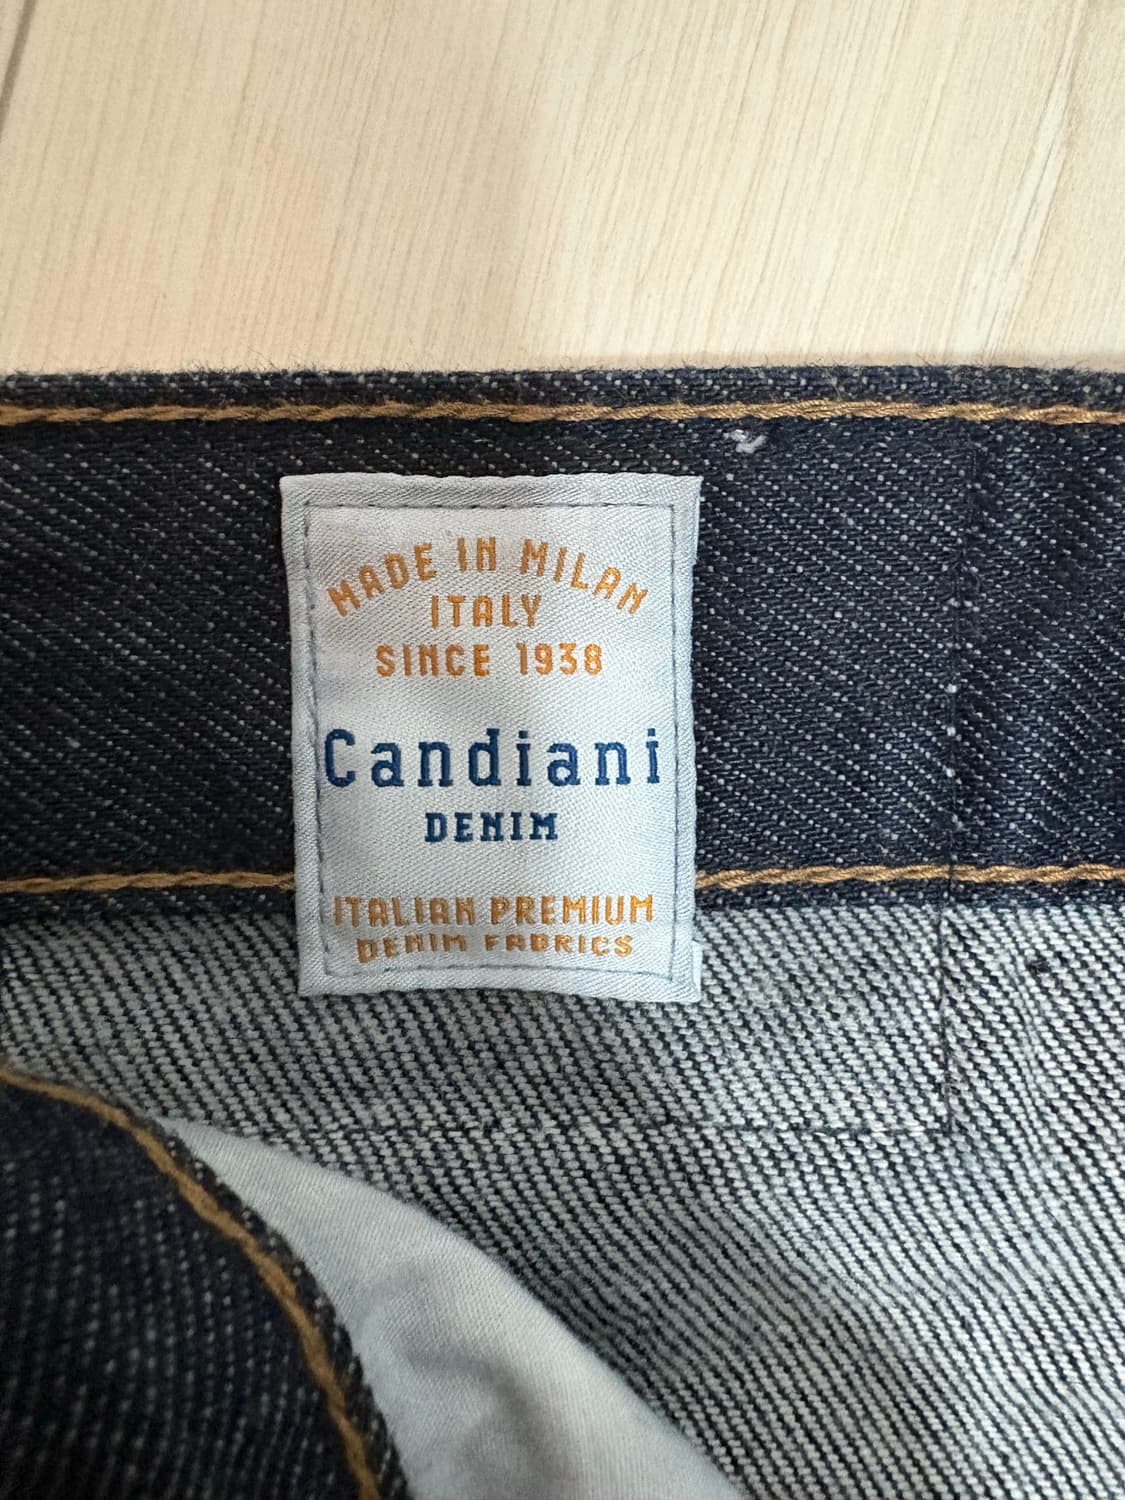 MADE IN MILAN
ITALY
SINCE 1938
Candiani
DENIM
ITALIAN PREMIUM
DENIM FABRICS